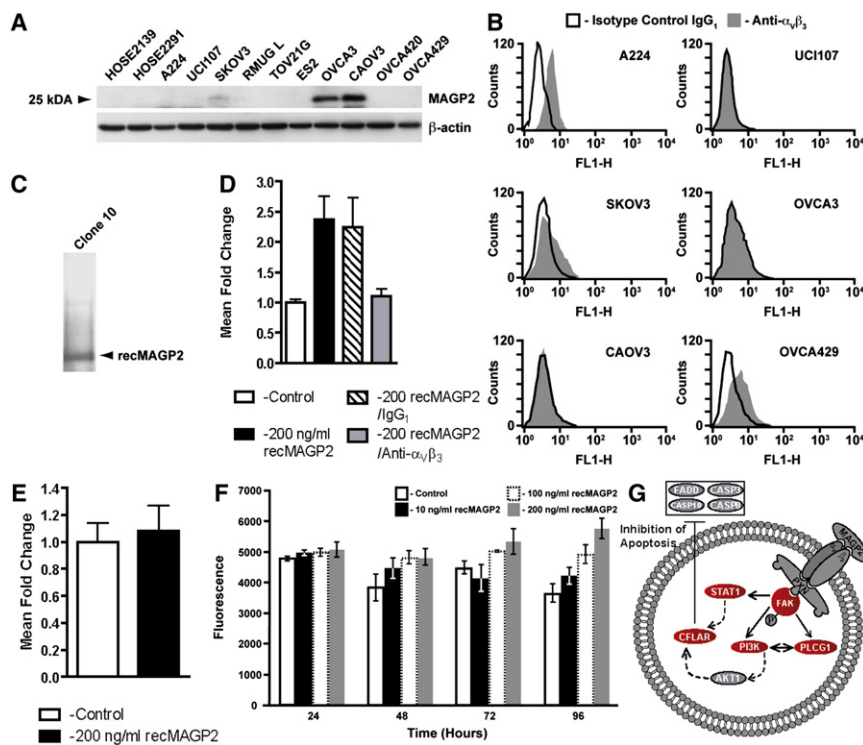 A
HOSE2139
HOSE2291
A224
UCI107
SKOV3
RMUG L
TOV21G
ES2
OVCA3
CAOV3
OVCA420
OVCA429
25 kDA
MAGP2
β-actin
B
- Isotype Control IgG1
- Anti-αvβ3
120
Counts
0
A224
10^0 10^1 10^2 10^3 10^4
FL1-H
120
Counts
0
UCI107
10^0 10^1 10^2 10^3 10^4
FL1-H
120
Counts
0
SKOV3
10^0 10^1 10^2 10^3 10^4
FL1-H
120
Counts
0
OVCA3
10^0 10^1 10^2 10^3 10^4
FL1-H
120
Counts
0
CAOV3
10^0 10^1 10^2 10^3 10^4
FL1-H
120
Counts
0
OVCA429
10^0 10^1 10^2 10^3 10^4
FL1-H
C
Clone 10
recMAGP2
D
Mean Fold Change
3.0
2.5
2.0
1.5
1.0
0.5
0.0
-Control
-200 ng/ml
recMAGP2
-200 recMAGP2
/IgG1
-200 recMAGP2
/Anti-αvβ3
E
Mean Fold Change
1.4
1.2
1.0
0.8
0.6
0.4
0.2
0.0
-Control
-200 ng/ml recMAGP2
F
- Control
- 10 ng/ml recMAGP2
- 100 ng/ml recMAGP2
- 200 ng/ml recMAGP2
Fluorescence
7000
6000
5000
4000
3000
2000
1000
0
24
48
72
96
Time (Hours)
G
FADD
CASP10
Inhibition of
Apoptosis
MAGP2
STAT1
FAK
P
CFLAR
PI3K
PLCG1
AKT1